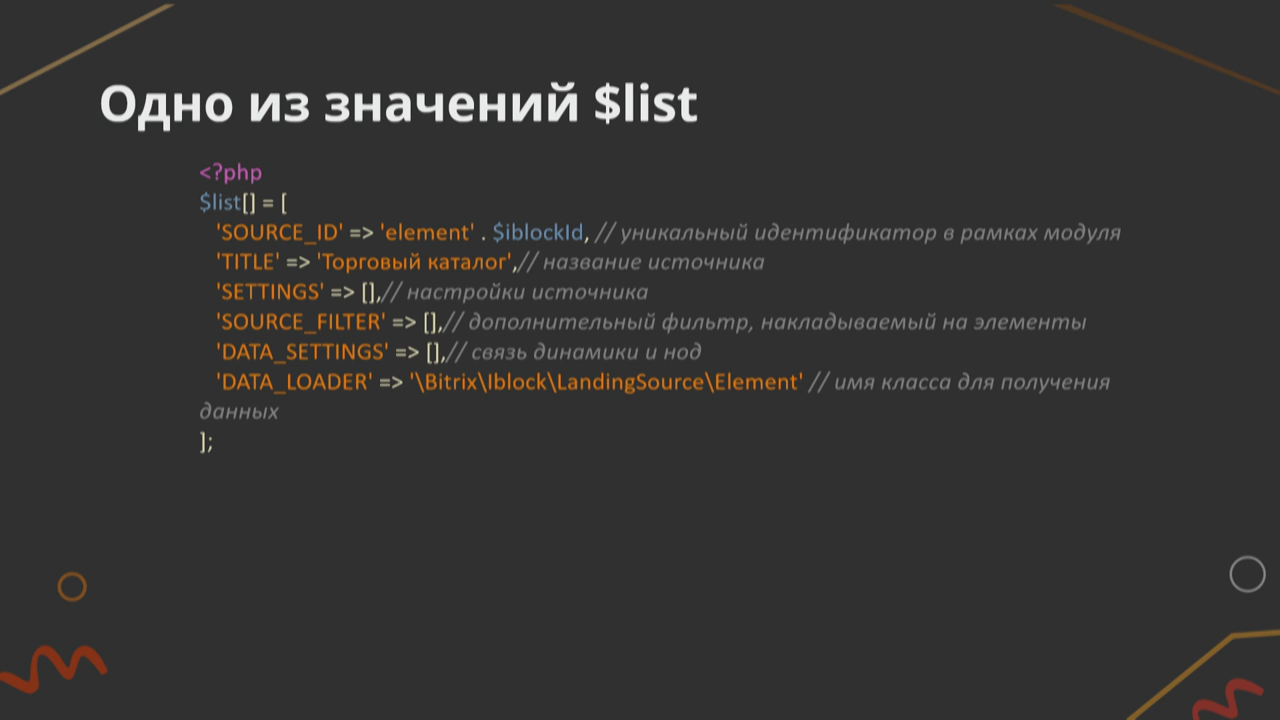 Одно из значений $list
<?php
$list[] = [
'SOURCE_ID' => 'element' . $iblockId, // уникальный идентификатор в рамках модуля
'TITLE' => 'Торговый каталог',// название источника
'SETTINGS' => [],// настройки источника
'SOURCE_FILTER' => [],// дополнительный фильтр, накладываемый на элементы
'DATA_SETTINGS' => [],// связь динамики и нод
'DATA_LOADER' => '\Bitrix\Iblock\LandingSource\Element' // имя класса для получения
данных
];